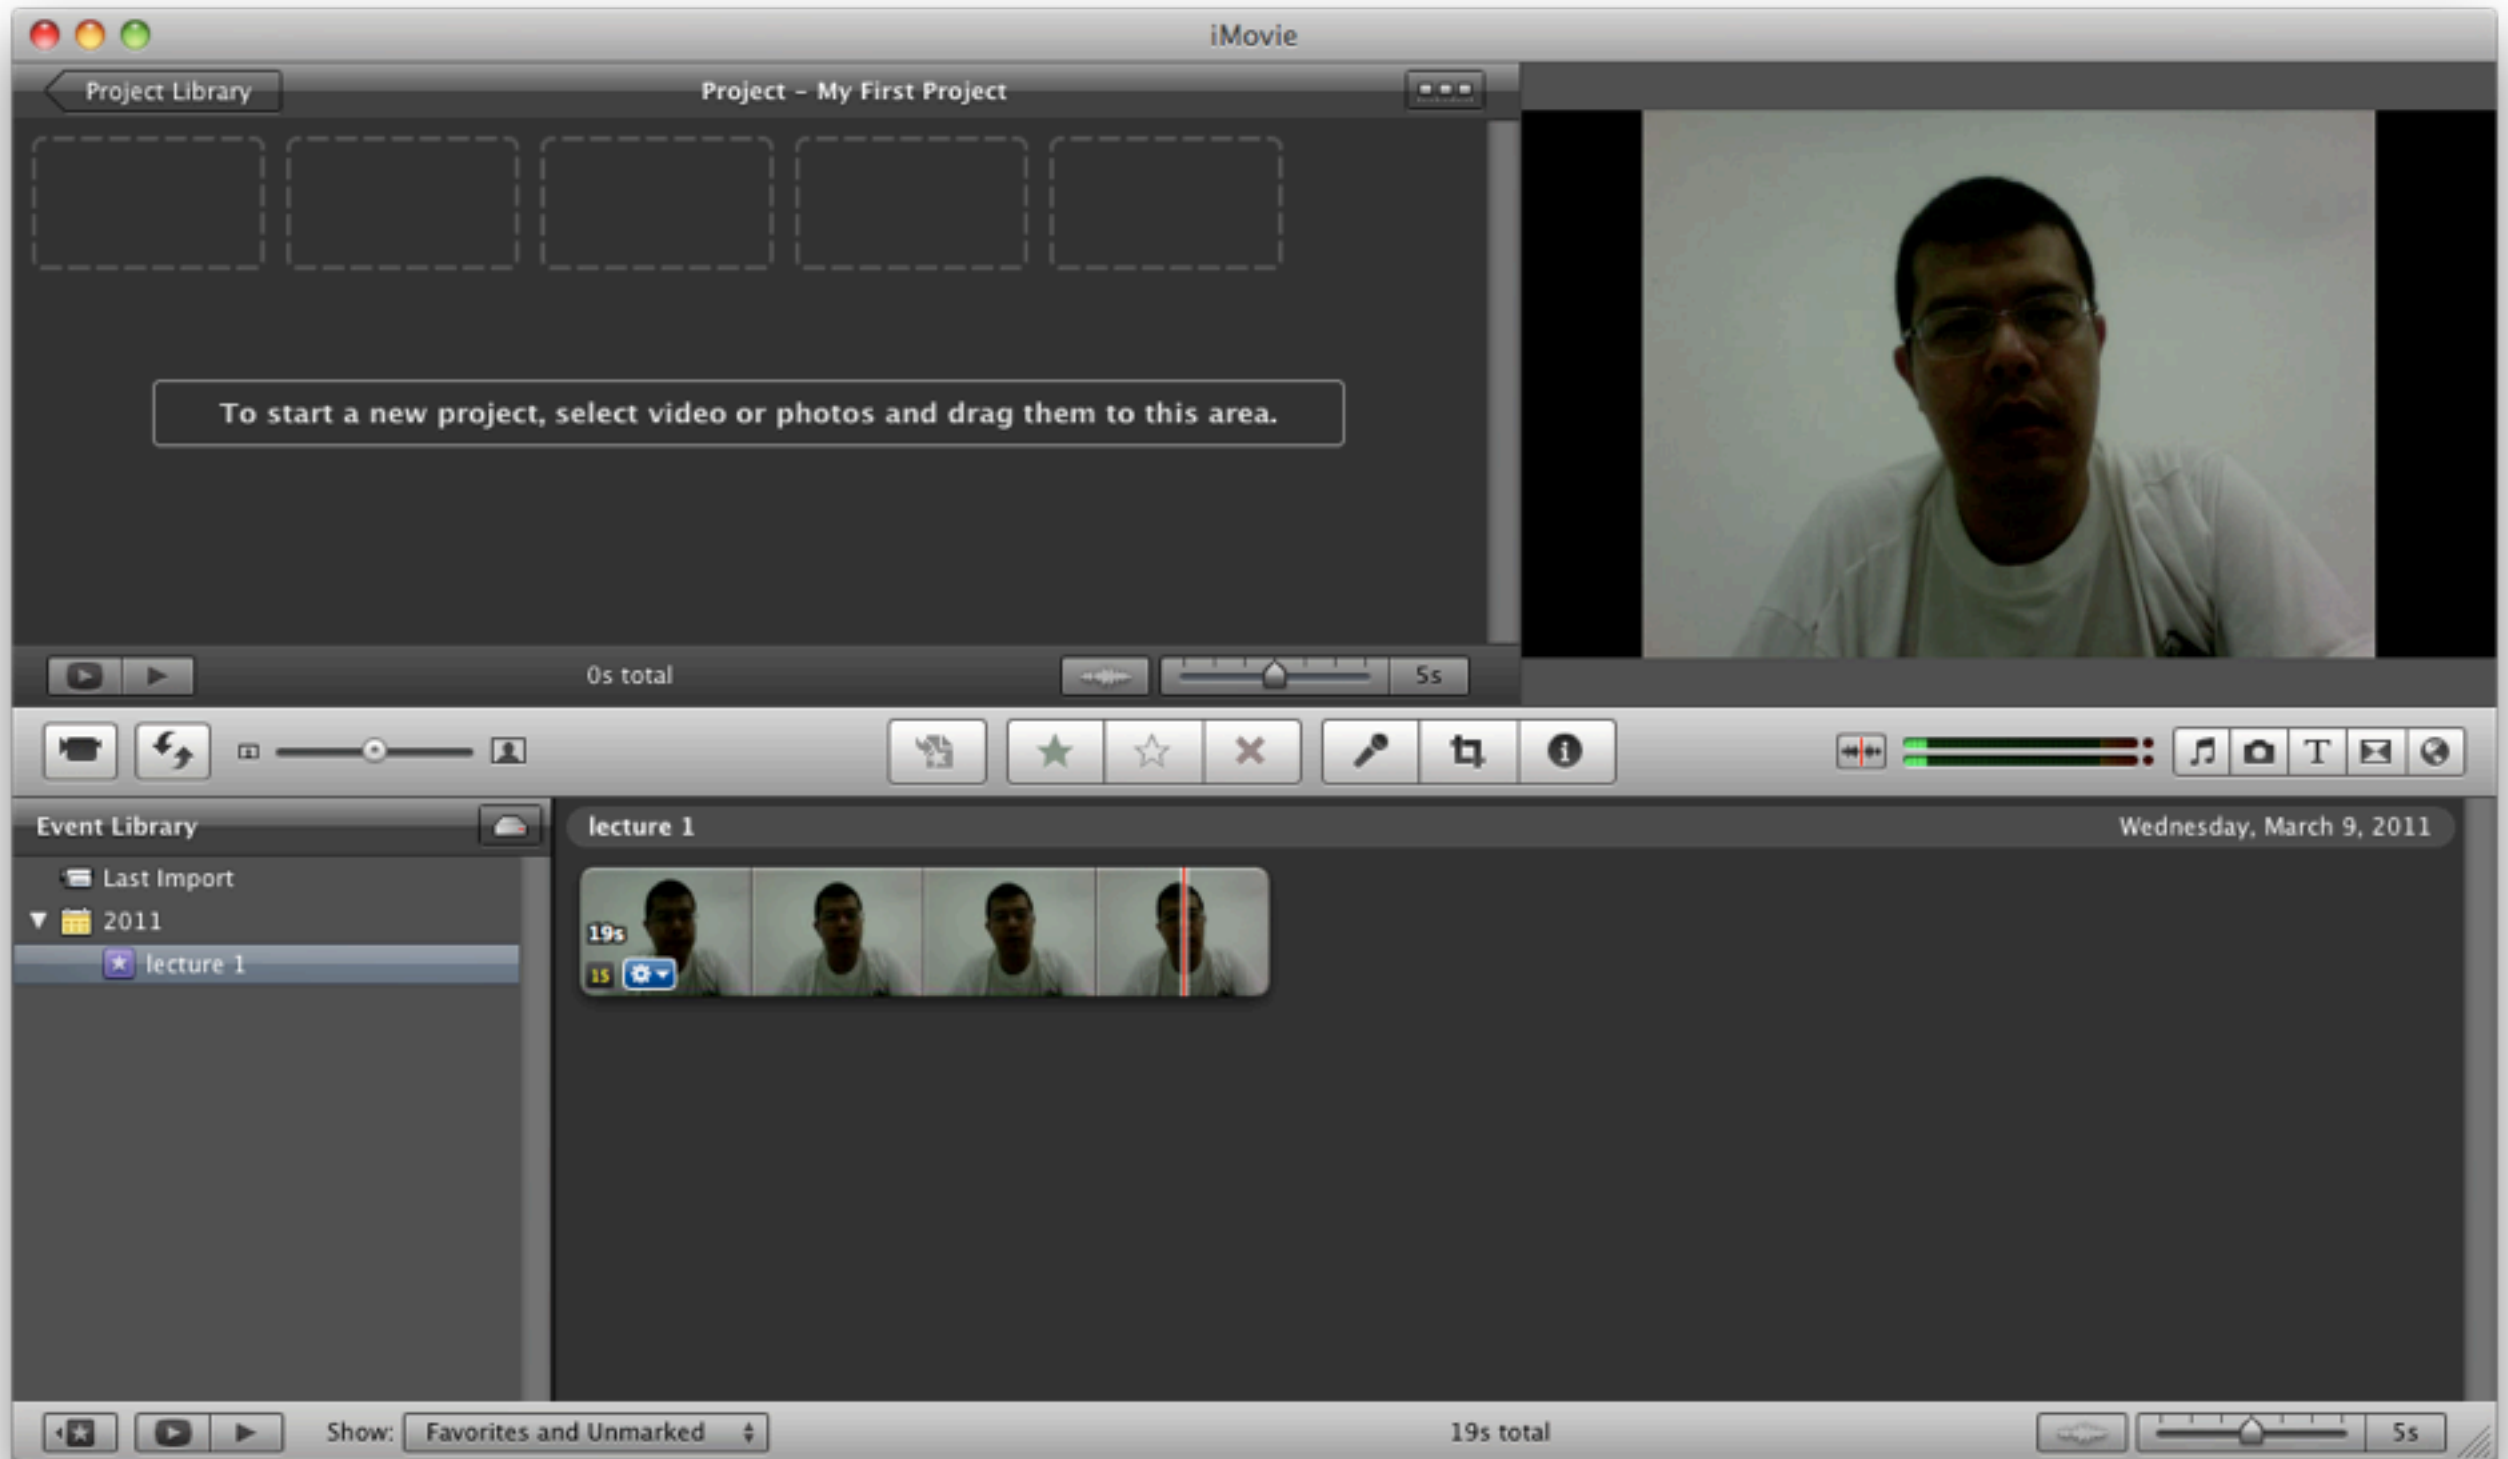 iMovie
Project Library
Project – My First Project
To start a new project, select video or photos and drag them to this area.
0s total
5s
T
Event Library
lecture 1
Wednesday, March 9, 2011
Last Import
2011
lecture 1
19s
15
Show:
Favorites and Unmarked
19s total
5s